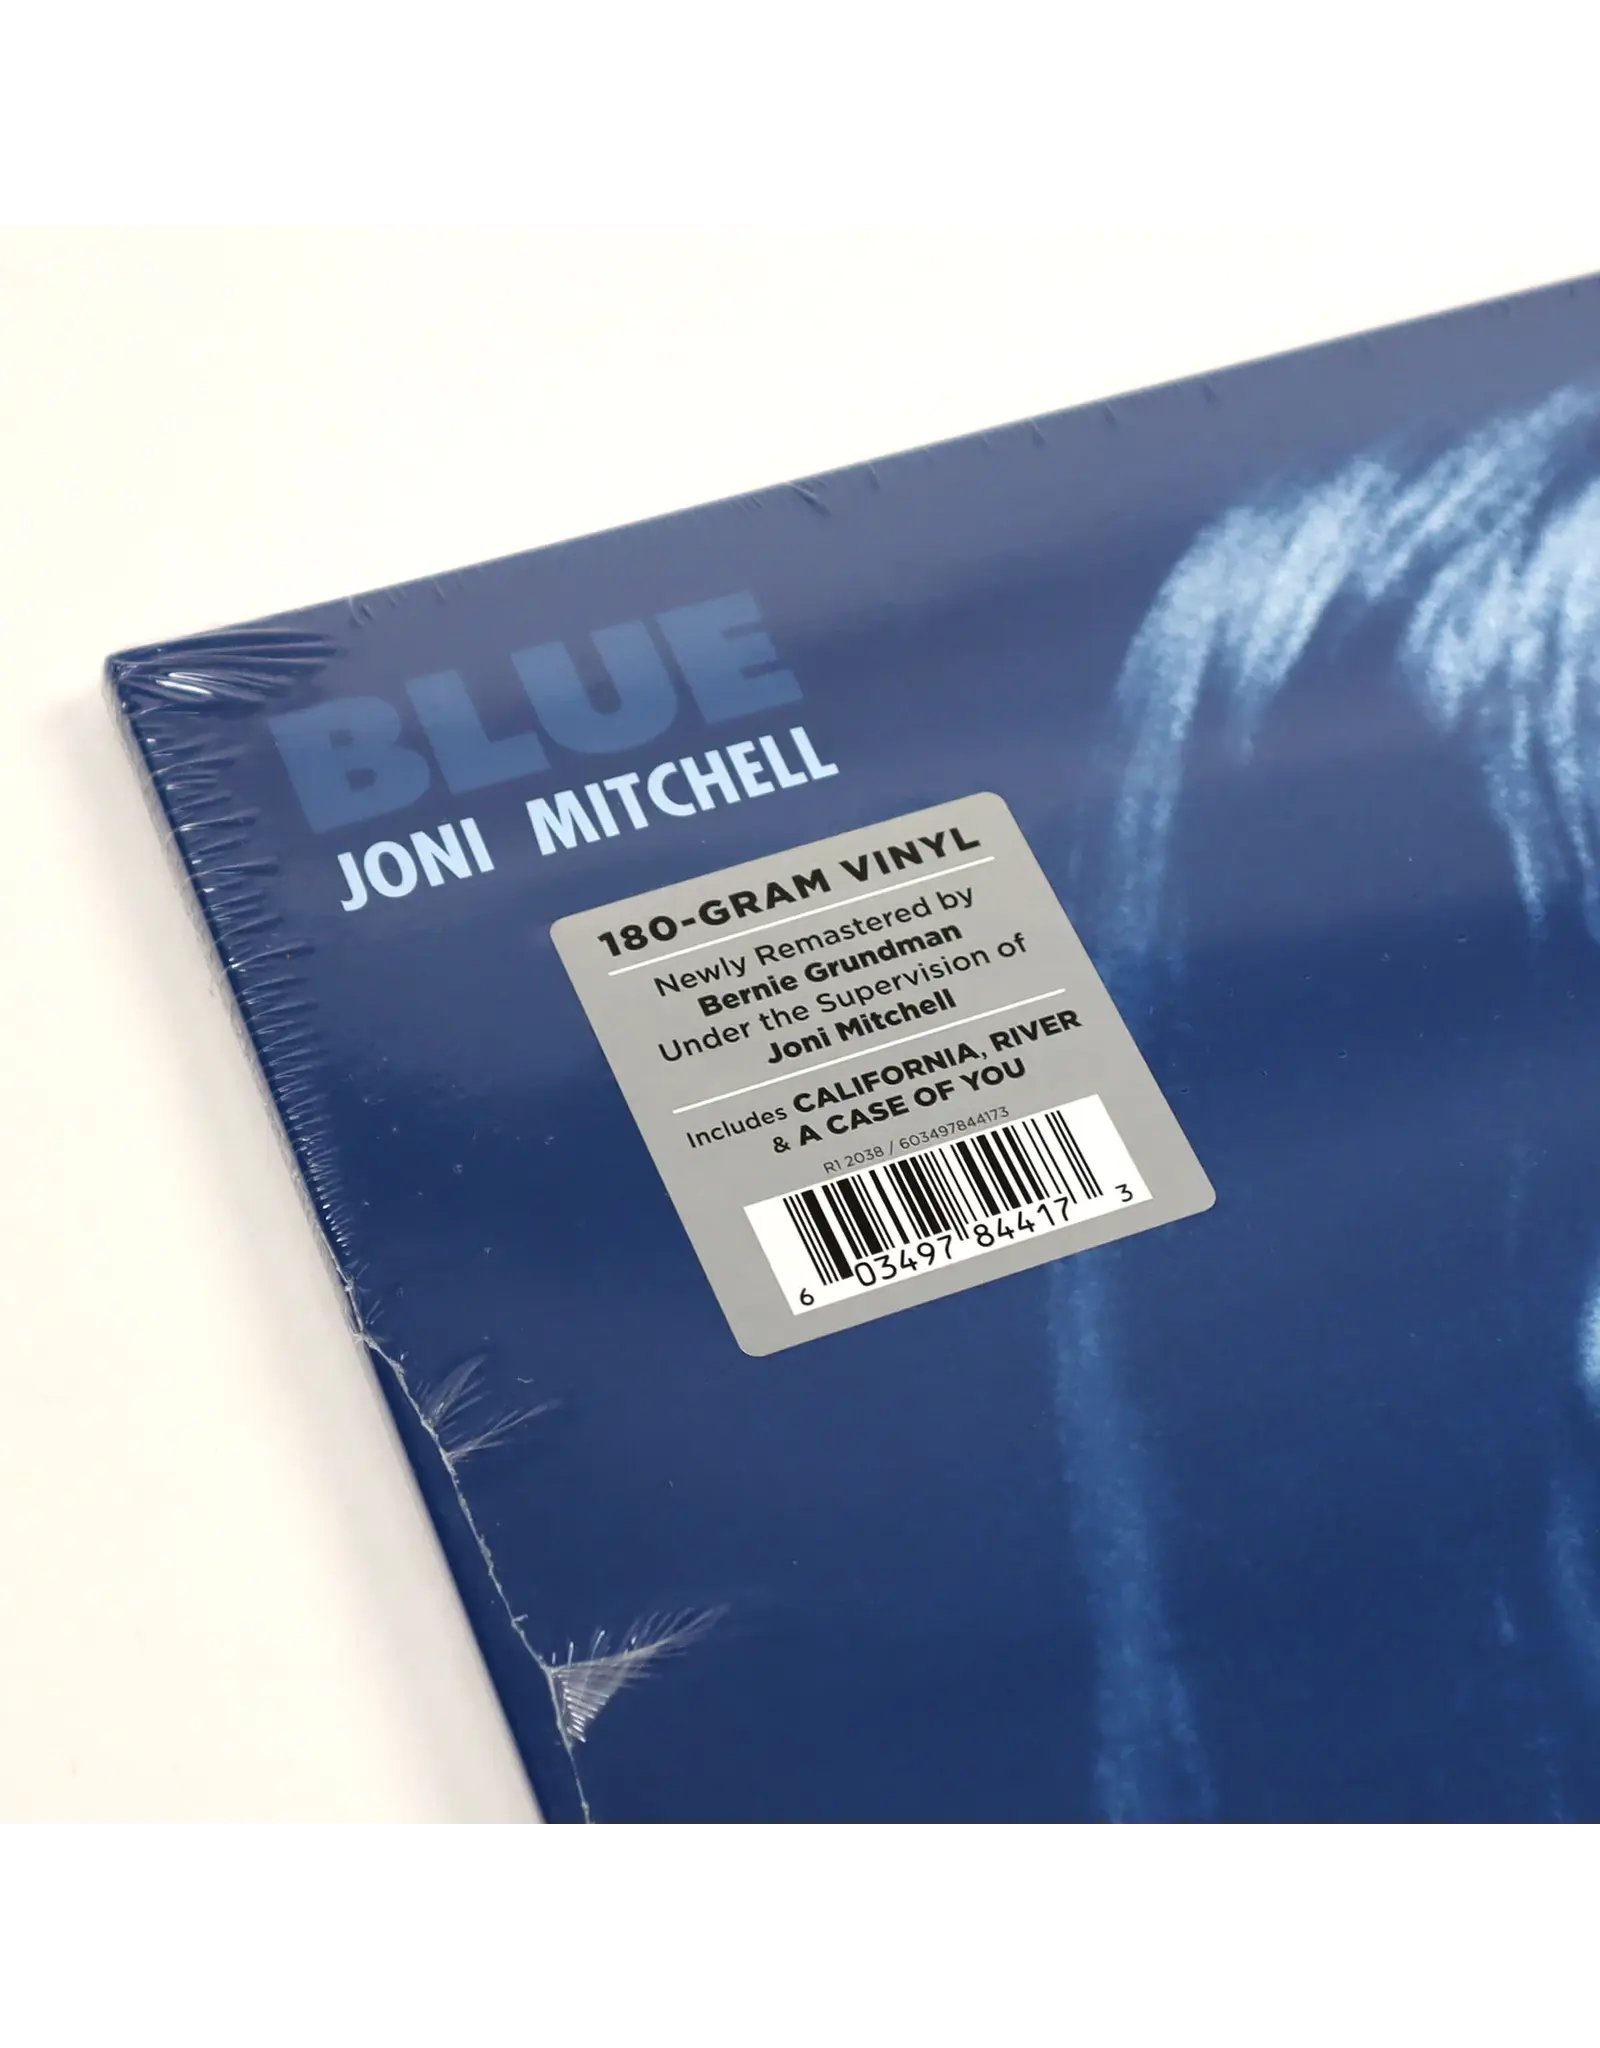 BLUE
JONI MITCHELL
180-GRAM VINYL
Newly Remastered by
Bernie Grundman
Under the Supervision of
Joni Mitchell
Includes CALIFORNIA, RIVER
& A CASE OF YOU
R1 2038 / 603497844173
6 03497 84417 3